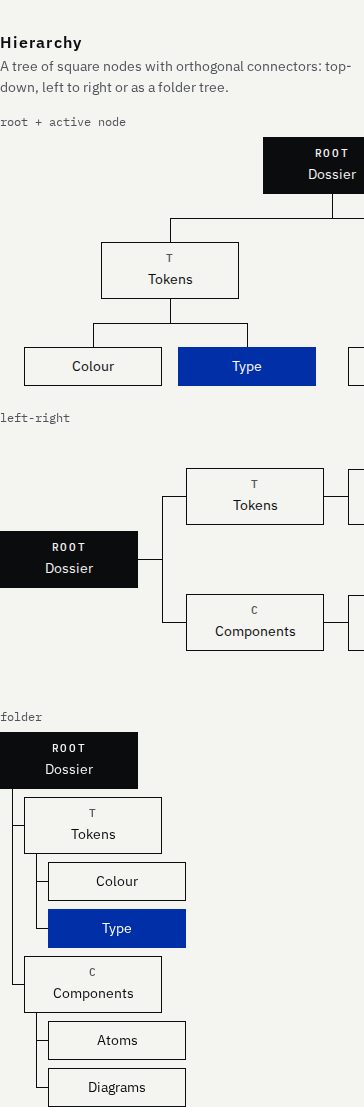 Hierarchy
A tree of square nodes with orthogonal connectors: top-
down, left to right or as a folder tree.
root + active node
ROOT
Dossier
T
Tokens
Colour
Type
left-right
T
Tokens
ROOT
Dossier
C
Components
folder
ROOT
Dossier
T
Tokens
Colour
Type
C
Components
Atoms
Diagrams